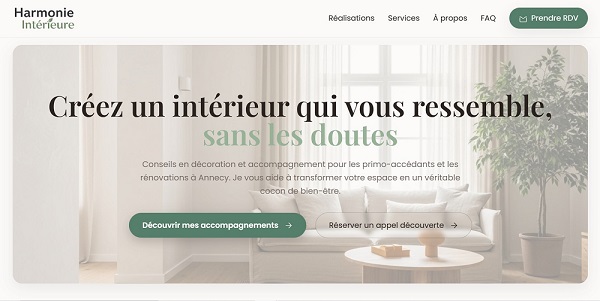 Harmonie
Intérieure
Réalisations Services À propos FAQ Prendre RDV
Créez un intérieur qui vous ressemble,
sans les doutes
Conseils en décoration et accompagnement pour les primo-accédants et les
rénovations à Annecy. Je vous aide à transformer votre espace en un véritable
cocon de bien-être.
Découvrir mes accompagnements → Réserver un appel découverte →